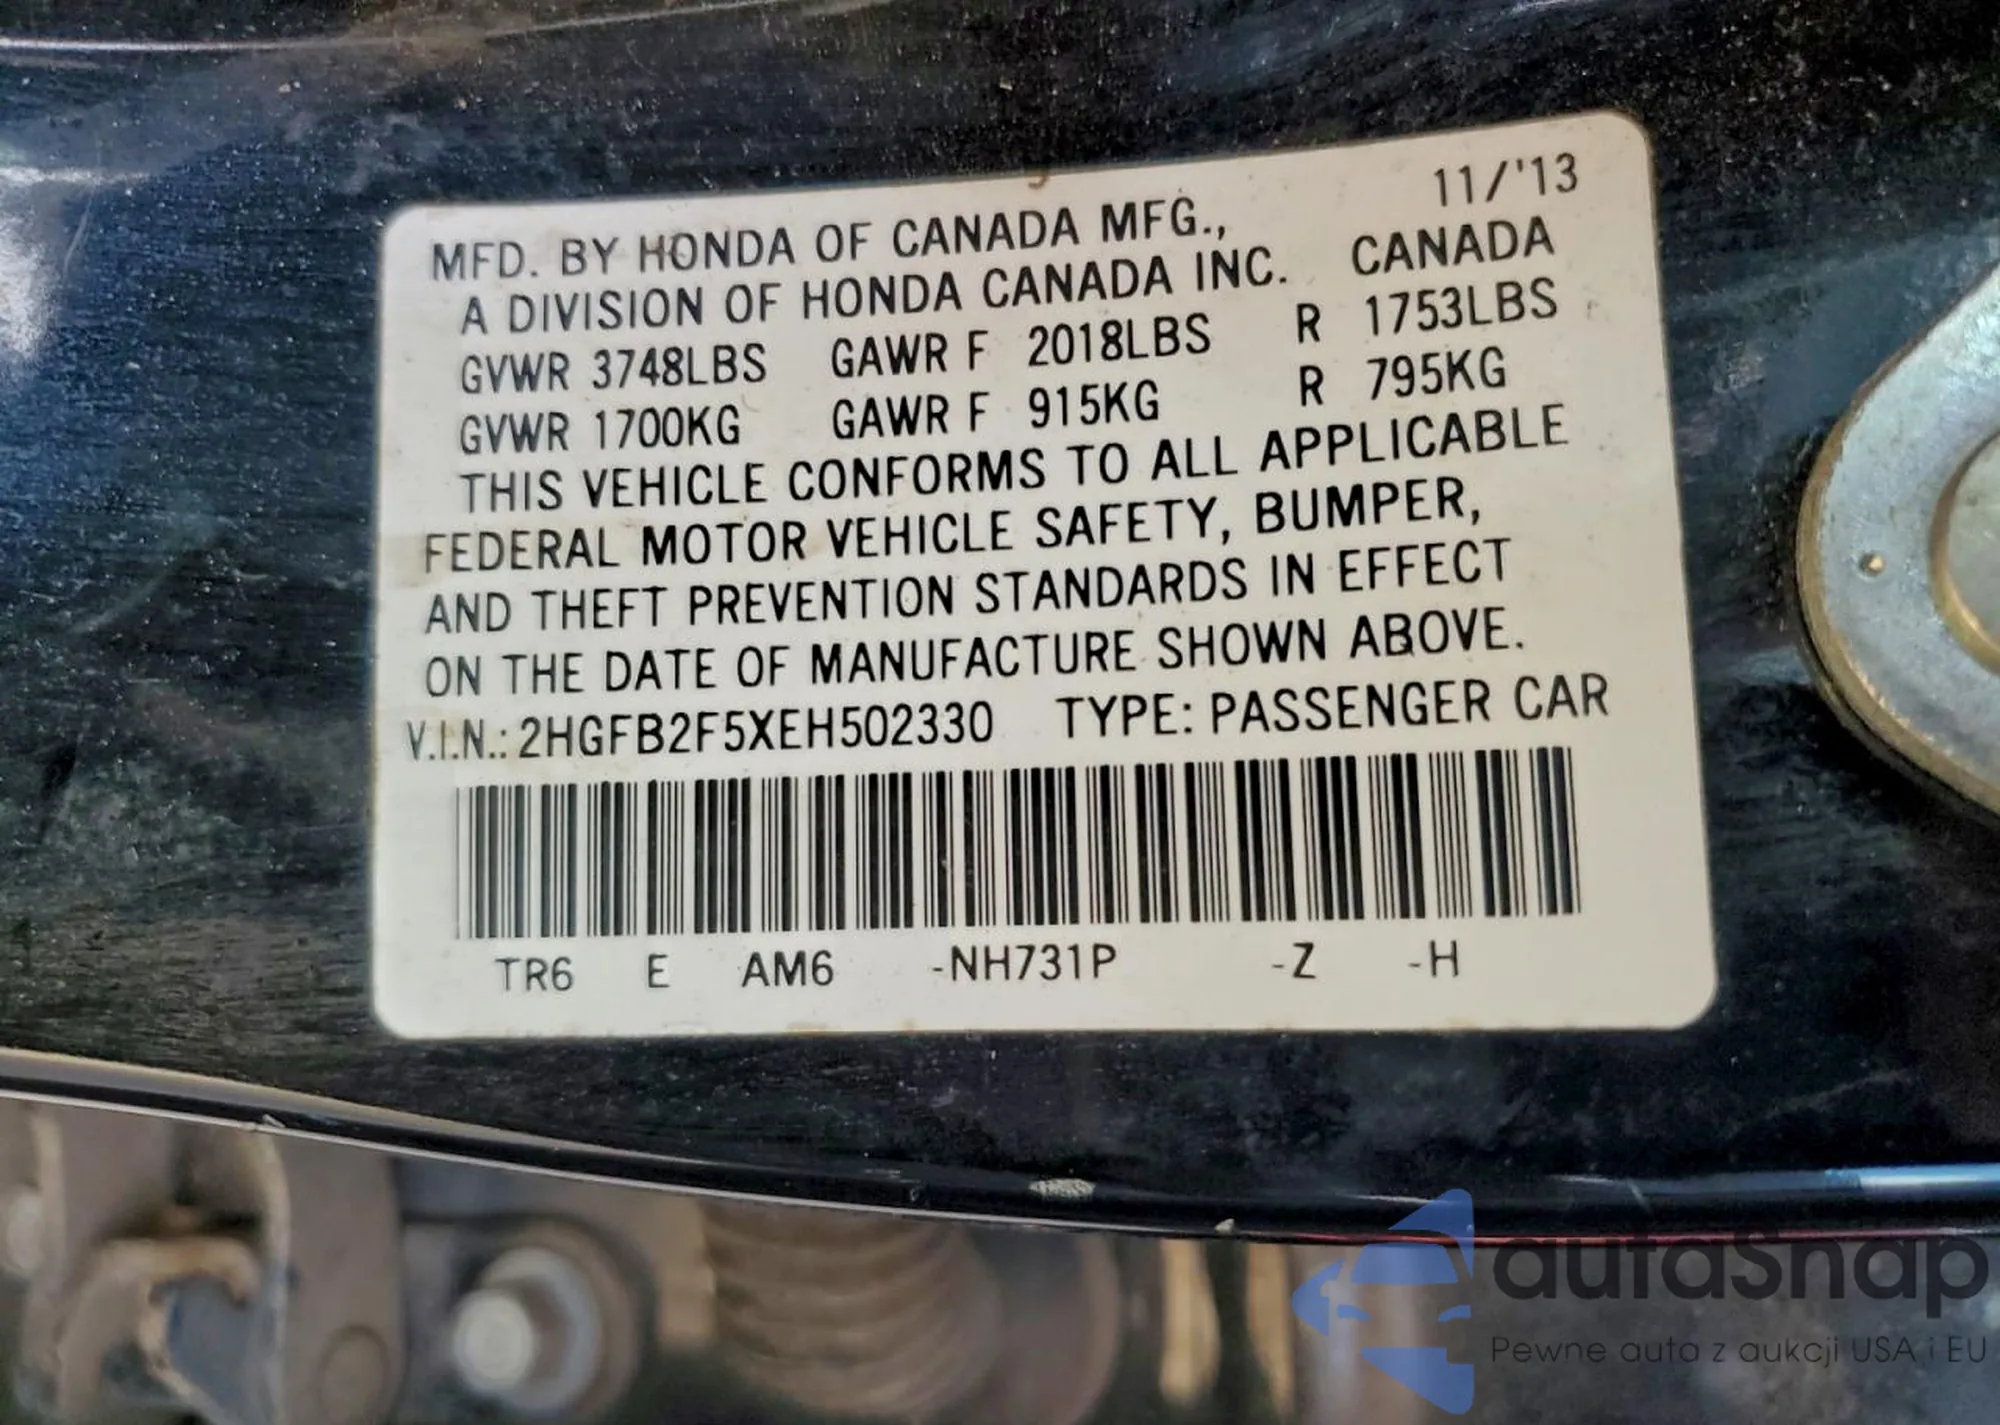 11/'13
MFD. BY HONDA OF CANADA MFG.,
A DIVISION OF HONDA CANADA INC. CANADA
GVWR 3748LBS GAWR F 2018LBS R 1753LBS
GVWR 1700KG GAWR F 915KG R 795KG
THIS VEHICLE CONFORMS TO ALL APPLICABLE
FEDERAL MOTOR VEHICLE SAFETY, BUMPER,
AND THEFT PREVENTION STANDARDS IN EFFECT
ON THE DATE OF MANUFACTURE SHOWN ABOVE.
V.I.N.: 2HGFB2F5XEH502330 TYPE: PASSENGER CAR
TR6 E AM6 -NH731P -Z -H
autaSnap
Pewne auta z aukcji USA i EU